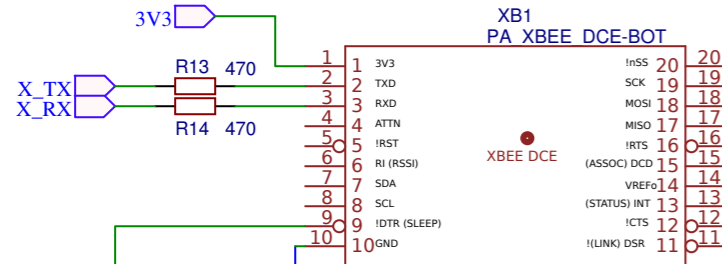 XB1
PA_XBEE_DCE-BOT
3V3
R13 470
X_TX
X_RX
R14 470
1 1 3V3 !nSS 20 20
2 2 TXD SCK 19 19
3 3 RXD MOSI 18 18
4 4 ATTN MISO 17 17
5 5 !RST !RTS 16 16
6 6 RI (RSSI) (ASSOC) DCD 15 15
7 7 SDA VREFo 14 14
8 8 SCL (STATUS) INT 13 13
9 9 !DTR (SLEEP) !CTS 12 12
10 10 GND !(LINK) DSR 11 11
XBEE DCE